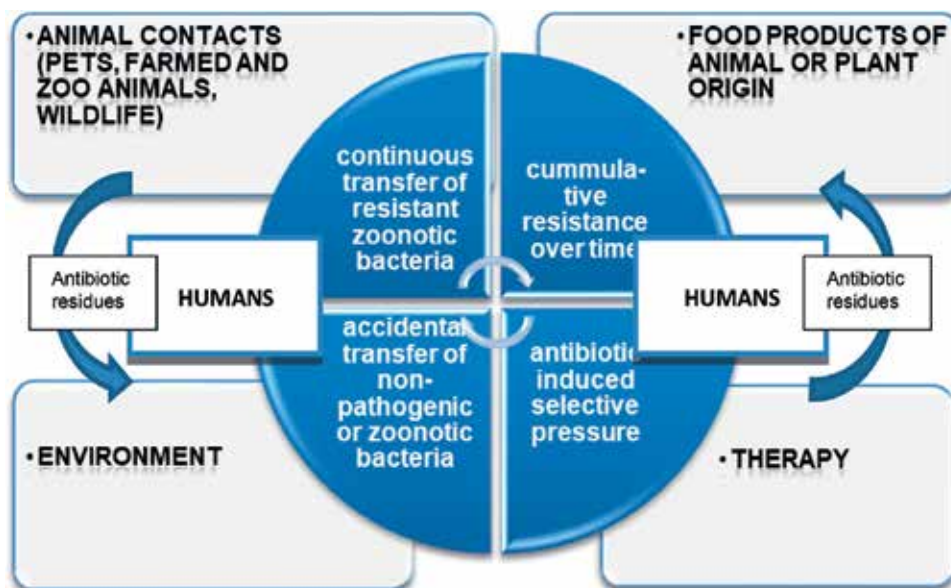 • ANIMAL CONTACTS
(PETS, FARMED AND
ZOO ANIMALS,
WILDLIFE)
• FOOD PRODUCTS OF
ANIMAL OR PLANT
ORIGIN
continuous
transfer of
resistant
zoonotic
bacteria
cummula-
tive
resistance
over time
Antibiotic
residues
HUMANS
HUMANS
Antibiotic
residues
accidental
transfer of
non-
pathogenic
or zoonotic
bacteria
antibiotic
induced
selective
pressure
• ENVIRONMENT
• THERAPY